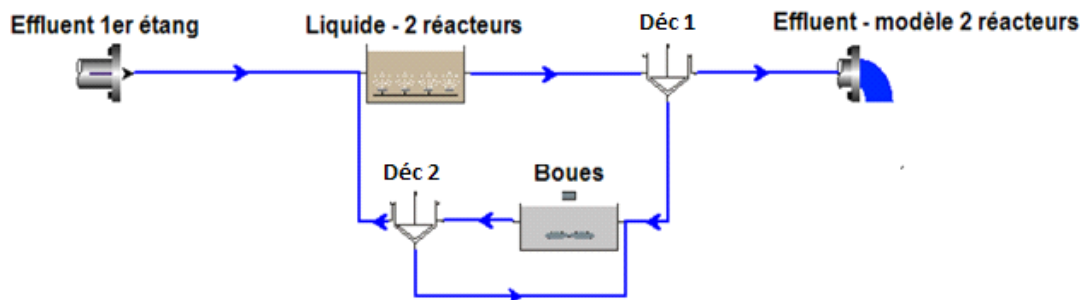 Effluent 1er étang
Liquide - 2 réacteurs
Déc 1
Effluent - modèle 2 réacteurs
Déc 2
Boues